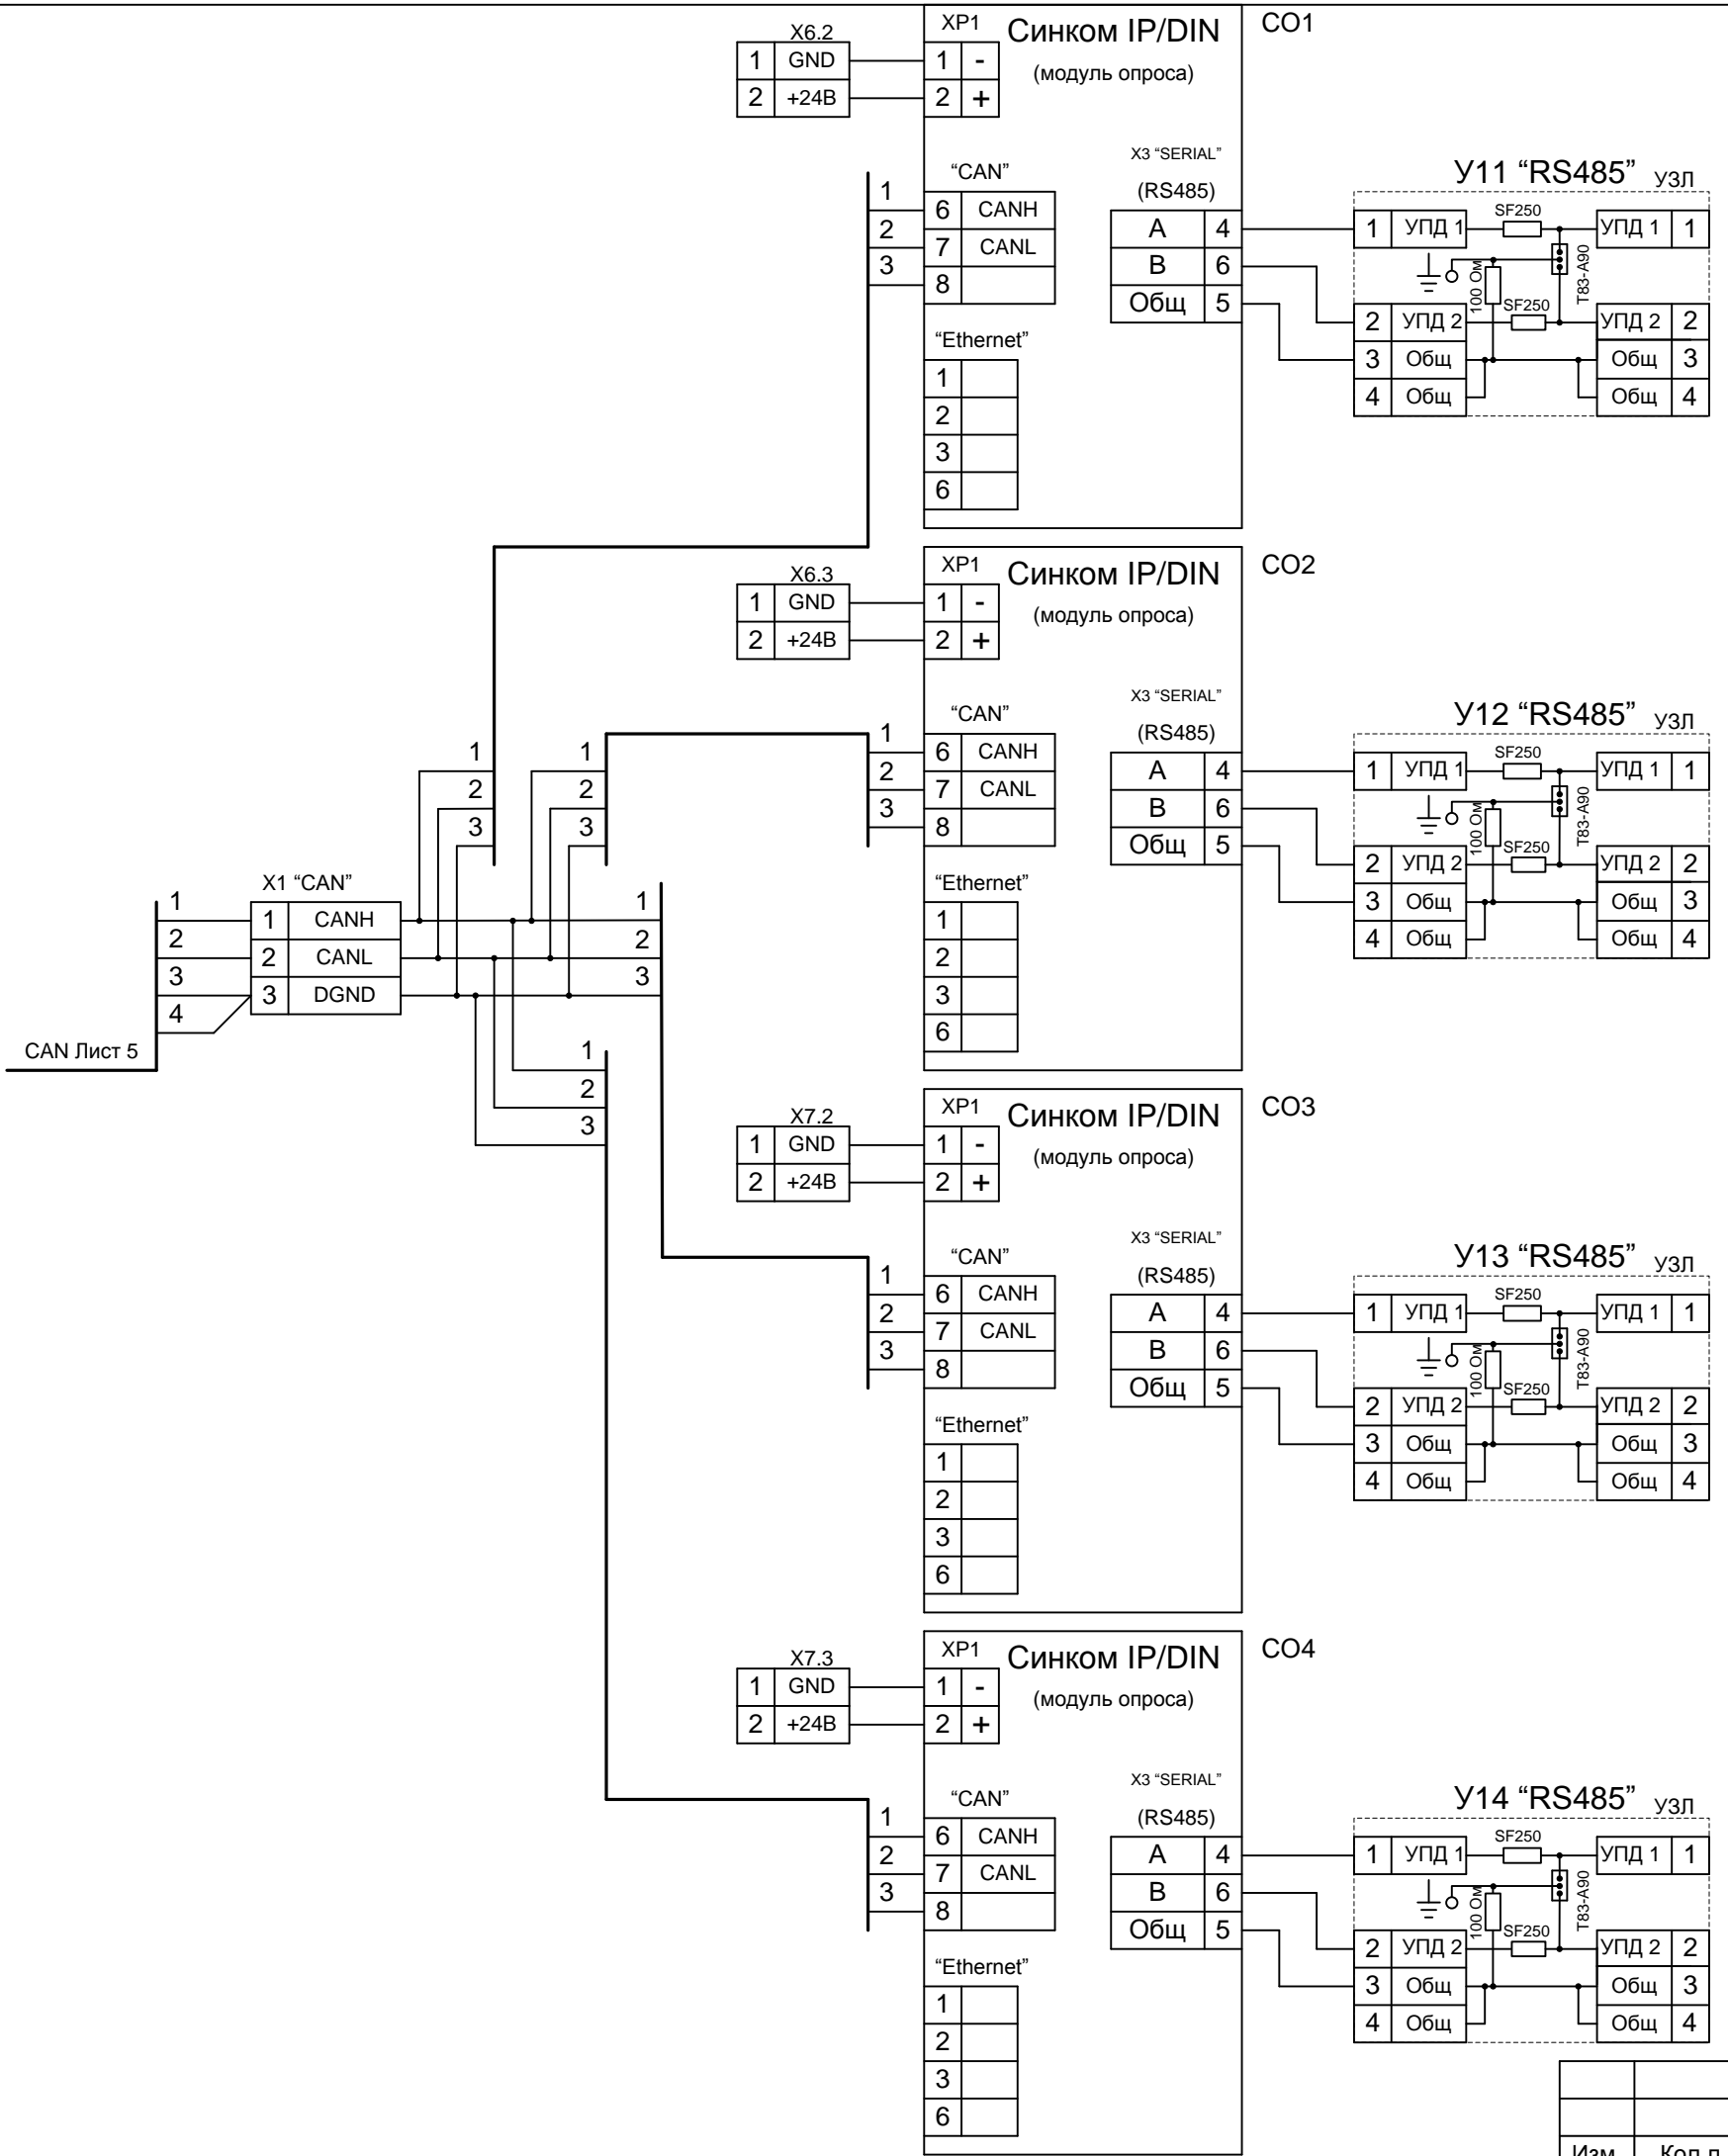 XP1 Синком IP/DIN CO1
(модуль опроса)
X6.2
1 GND 1 -
2 +24В 2 +
X3 “SERIAL”
“CAN” (RS485)
1 6 CANH A 4
2 7 CANL B 6
3 8 Общ 5
“Ethernet”
1
2
3
6
У11 “RS485” УЗЛ
1 УПД 1 SF250 УПД 1 1
100 Ом T83-A90
2 УПД 2 SF250 УПД 2 2
3 Общ Общ 3
4 Общ Общ 4
XP1 Синком IP/DIN CO2
(модуль опроса)
X6.3
1 GND 1 -
2 +24В 2 +
X3 “SERIAL”
“CAN” (RS485)
1 6 CANH A 4
2 7 CANL B 6
3 8 Общ 5
“Ethernet”
1
2
3
6
У12 “RS485” УЗЛ
1 УПД 1 SF250 УПД 1 1
100 Ом T83-A90
2 УПД 2 SF250 УПД 2 2
3 Общ Общ 3
4 Общ Общ 4
1 1
2 2
3 3
X1 “CAN”
1 1 CANH 1
2 2 CANL 2
3 3 DGND 3
4
CAN Лист 5
1
2
3
XP1 Синком IP/DIN CO3
(модуль опроса)
X7.2
1 GND 1 -
2 +24В 2 +
X3 “SERIAL”
“CAN” (RS485)
1 6 CANH A 4
2 7 CANL B 6
3 8 Общ 5
“Ethernet”
1
2
3
6
У13 “RS485” УЗЛ
1 УПД 1 SF250 УПД 1 1
100 Ом T83-A90
2 УПД 2 SF250 УПД 2 2
3 Общ Общ 3
4 Общ Общ 4
XP1 Синком IP/DIN CO4
(модуль опроса)
X7.3
1 GND 1 -
2 +24В 2 +
X3 “SERIAL”
“CAN” (RS485)
1 6 CANH A 4
2 7 CANL B 6
3 8 Общ 5
“Ethernet”
1
2
3
6
У14 “RS485” УЗЛ
1 УПД 1 SF250 УПД 1 1
100 Ом T83-A90
2 УПД 2 SF250 УПД 2 2
3 Общ Общ 3
4 Общ Общ 4